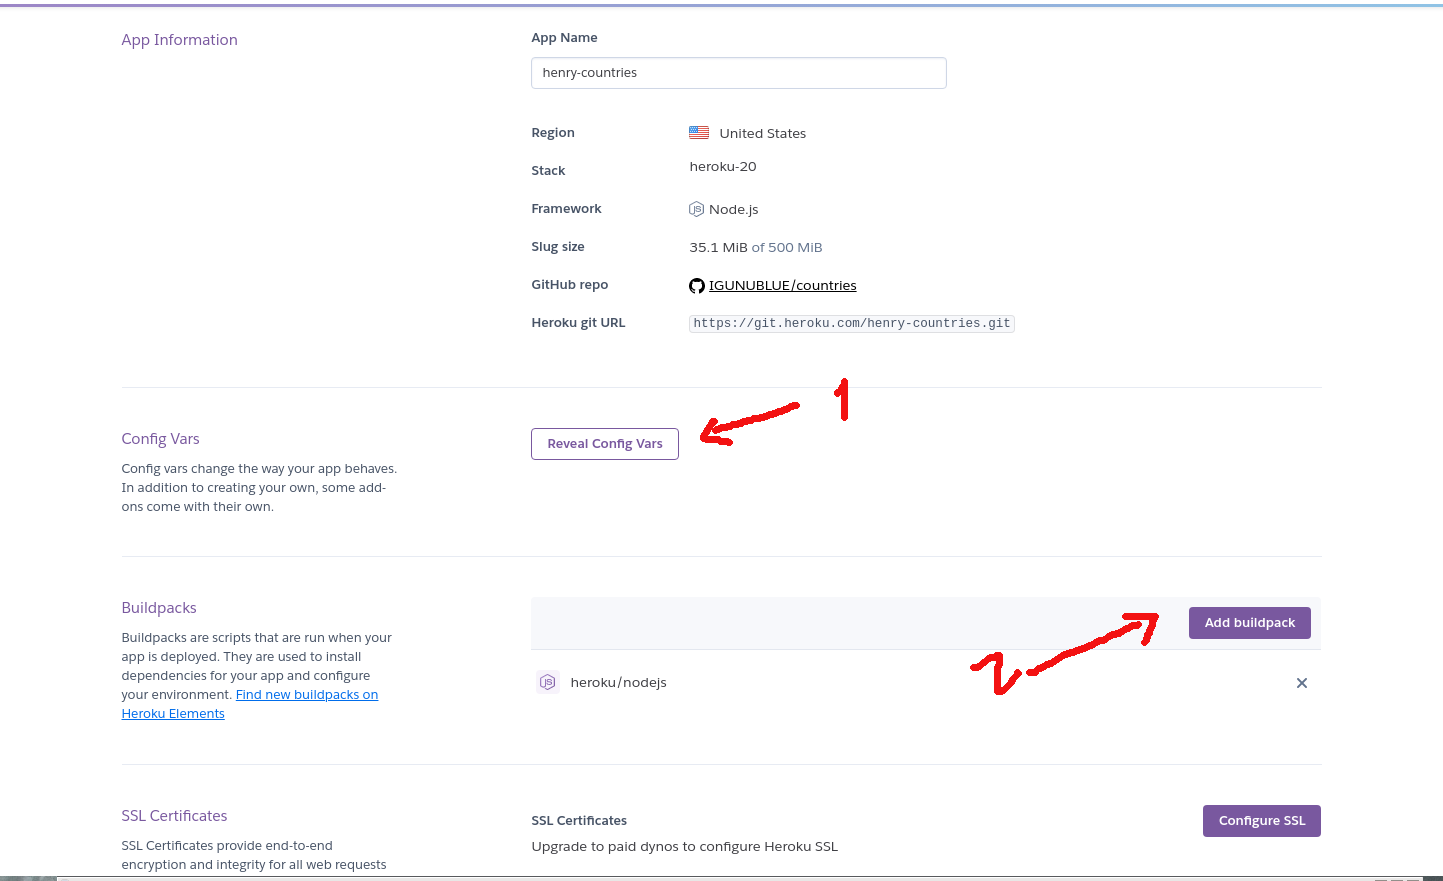 App Information
App Name
henry-countries
Region United States
Stack heroku-20
Framework JS Node.js
Slug size 35.1 MiB of 500 MiB
GitHub repo IGUNUBLUE/countries
Heroku git URL https://git.heroku.com/henry-countries.git
1
Config Vars
Reveal Config Vars
Config vars change the way your app behaves.
In addition to creating your own, some add-
ons come with their own.
Buildpacks
Add buildpack
Buildpacks are scripts that are run when your
app is deployed. They are used to install
dependencies for your app and configure
your environment. Find new buildpacks on
Heroku Elements
2
JS heroku/nodejs
SSL Certificates
SSL Certificates provide end-to-end
encryption and integrity for all web requests
SSL Certificates
Upgrade to paid dynos to configure Heroku SSL
Configure SSL